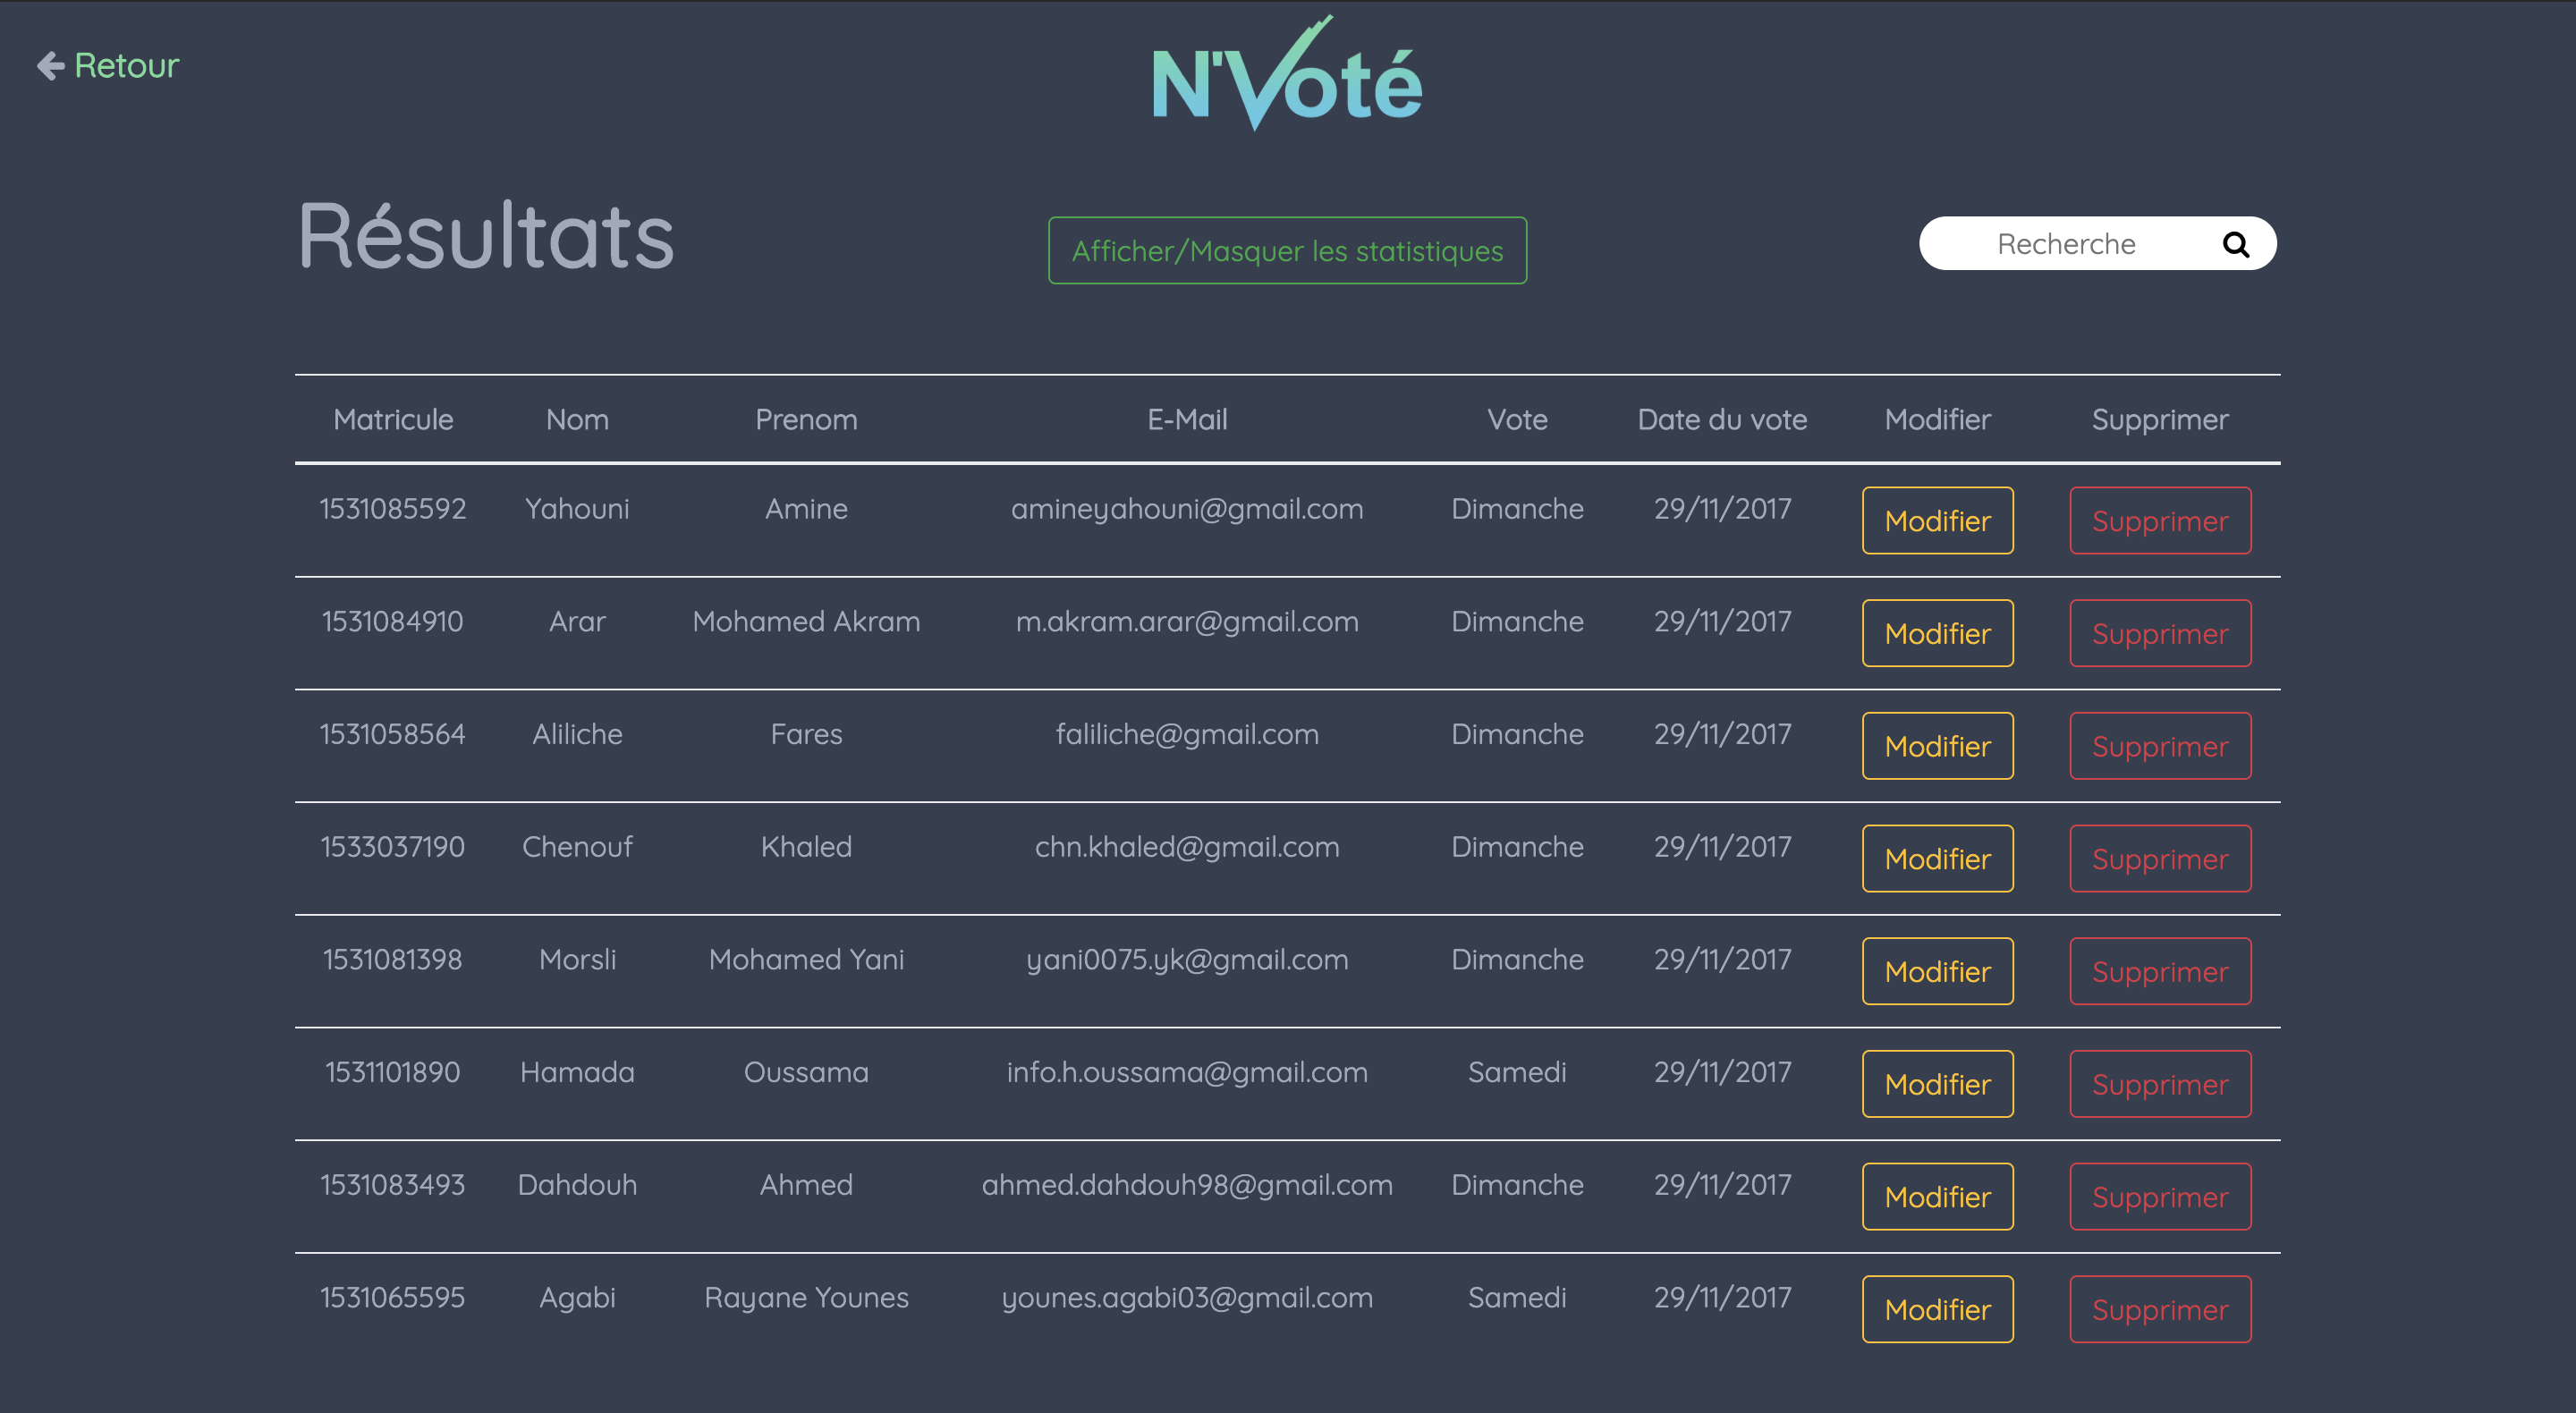 Retour
N'Voté
Résultats
Afficher/Masquer les statistiques
Recherche
Matricule Nom Prenom E-Mail Vote Date du vote Modifier Supprimer
1531085592 Yahouni Amine amineyahouni@gmail.com Dimanche 29/11/2017 Modifier Supprimer
1531084910 Arar Mohamed Akram m.akram.arar@gmail.com Dimanche 29/11/2017 Modifier Supprimer
1531058564 Aliliche Fares faliliche@gmail.com Dimanche 29/11/2017 Modifier Supprimer
1533037190 Chenouf Khaled chn.khaled@gmail.com Dimanche 29/11/2017 Modifier Supprimer
1531081398 Morsli Mohamed Yani yani0075.yk@gmail.com Dimanche 29/11/2017 Modifier Supprimer
1531101890 Hamada Oussama info.h.oussama@gmail.com Samedi 29/11/2017 Modifier Supprimer
1531083493 Dahdouh Ahmed ahmed.dahdouh98@gmail.com Dimanche 29/11/2017 Modifier Supprimer
1531065595 Agabi Rayane Younes younes.agabi03@gmail.com Samedi 29/11/2017 Modifier Supprimer